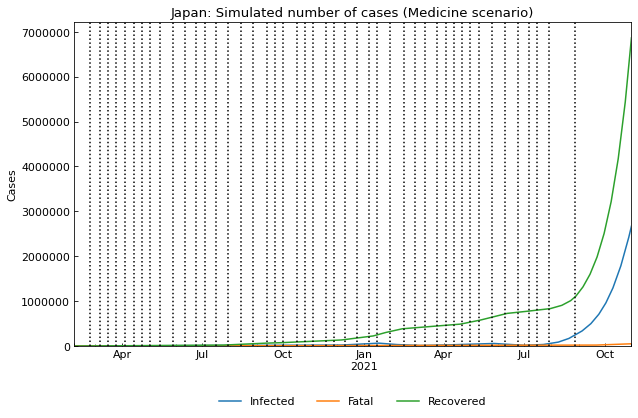 Japan: Simulated number of cases (Medicine scenario)
7000000
6000000
5000000
4000000
3000000
2000000
1000000
0
Cases
Apr Jul Oct Jan Apr Jul Oct
2021
Infected Fatal Recovered